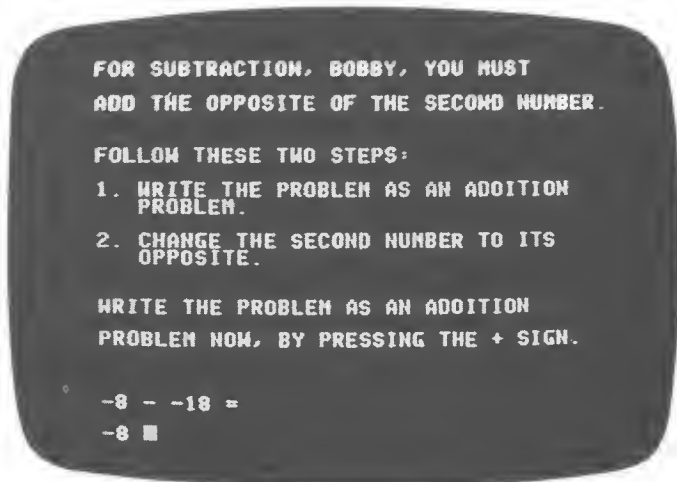 FOR SUBTRACTION, BOBBY, YOU MUST
ADD THE OPPOSITE OF THE SECOND NUMBER.
FOLLOW THESE TWO STEPS:
1. WRITE THE PROBLEM AS AN ADDITION
PROBLEM.
2. CHANGE THE SECOND NUMBER TO ITS
OPPOSITE.
WRITE THE PROBLEM AS AN ADDITION
PROBLEM NOW, BY PRESSING THE + SIGN.
-8 - -18 =
-8